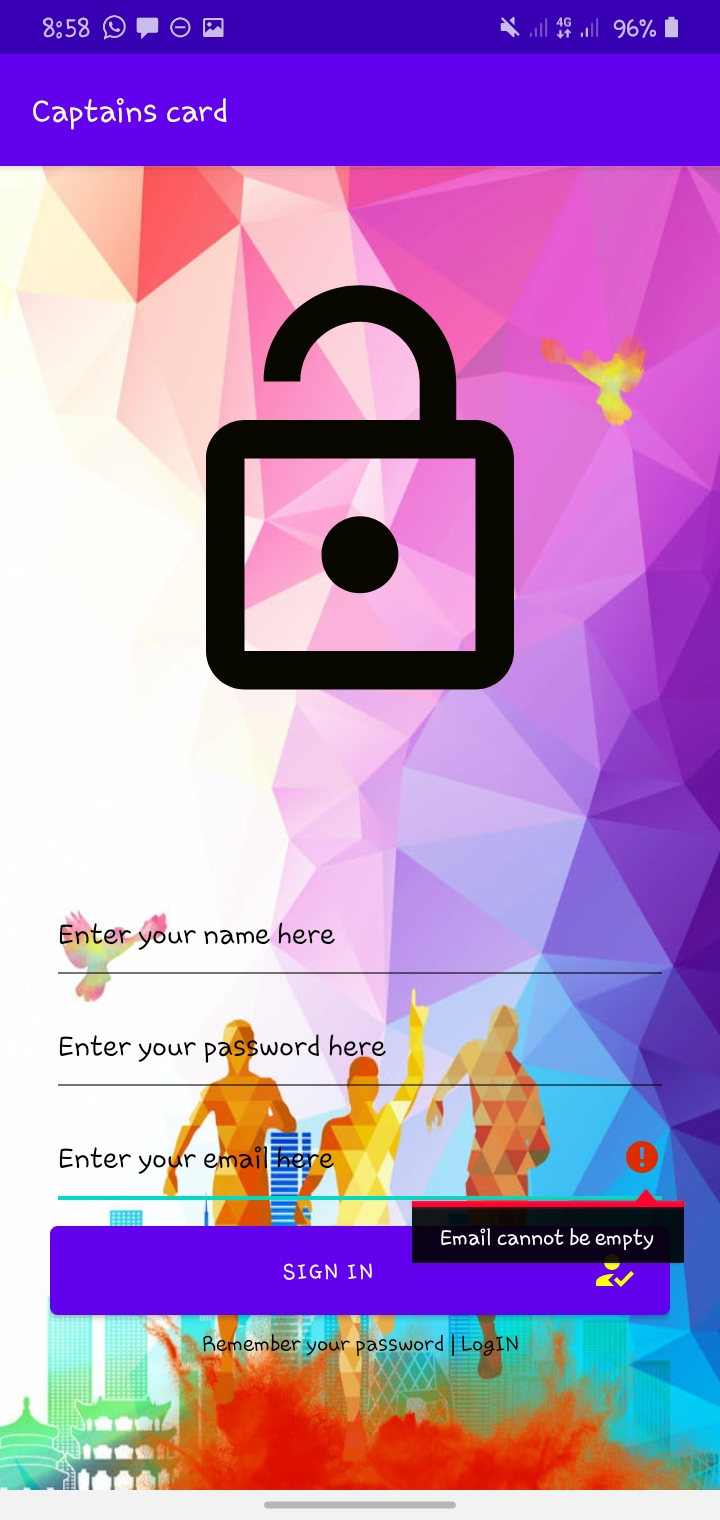 8:58 4G 96%
Captains card
Enter your name here
Enter your password here
Enter your email here
Email cannot be empty
SIGN IN
Remember your password | LogIN